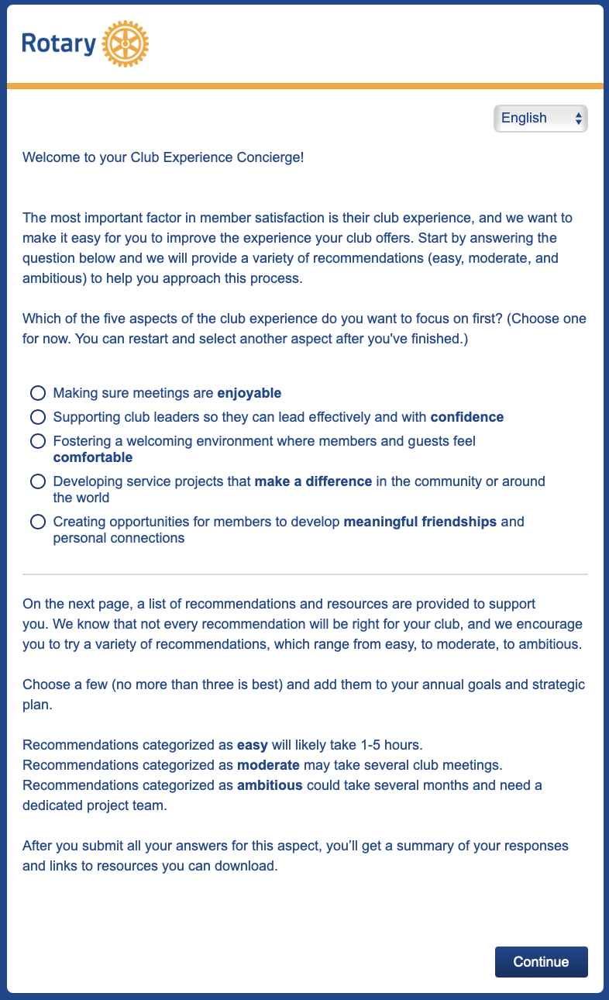 Rotary
English
Welcome to your Club Experience Concierge!
The most important factor in member satisfaction is their club experience, and we want to
make it easy for you to improve the experience your club offers. Start by answering the
question below and we will provide a variety of recommendations (easy, moderate, and
ambitious) to help you approach this process.
Which of the five aspects of the club experience do you want to focus on first? (Choose one
for now. You can restart and select another aspect after you've finished.)
Making sure meetings are enjoyable
Supporting club leaders so they can lead effectively and with confidence
Fostering a welcoming environment where members and guests feel
comfortable
Developing service projects that make a difference in the community or around
the world
Creating opportunities for members to develop meaningful friendships and
personal connections
On the next page, a list of recommendations and resources are provided to support
you. We know that not every recommendation will be right for your club, and we encourage
you to try a variety of recommendations, which range from easy, to moderate, to ambitious.
Choose a few (no more than three is best) and add them to your annual goals and strategic
plan.
Recommendations categorized as easy will likely take 1-5 hours.
Recommendations categorized as moderate may take several club meetings.
Recommendations categorized as ambitious could take several months and need a
dedicated project team.
After you submit all your answers for this aspect, you’ll get a summary of your responses
and links to resources you can download.
Continue